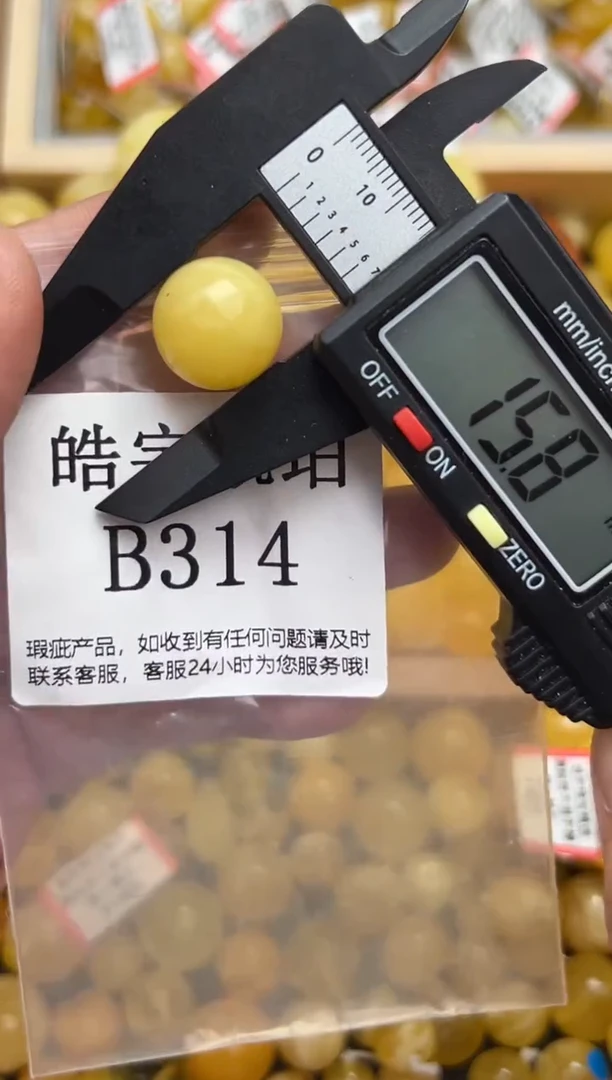 0 10
1 2 3 4 5 6 7
mm/inc
15.8
OFF
ON
ZERO
皓宇
珀
B314
瑕疵产品，如收到有任何问题请及时
联系客服，客服24小时为您服务哦!